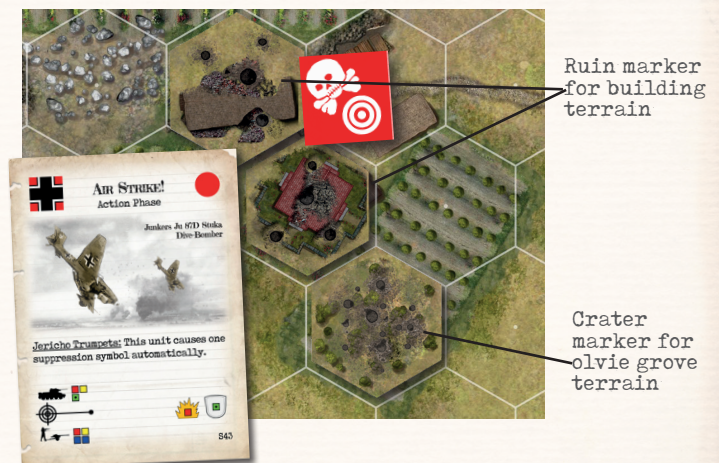 Ruin marker
for building
terrain
AIR STRIKE!
Action Phase
Junkers Ju 87D Stuka
Dive-Bomber
Jericho Trumpets: This unit causes one
suppression symbol automatically.
S43
Crater
marker for
olvie grove
terrain